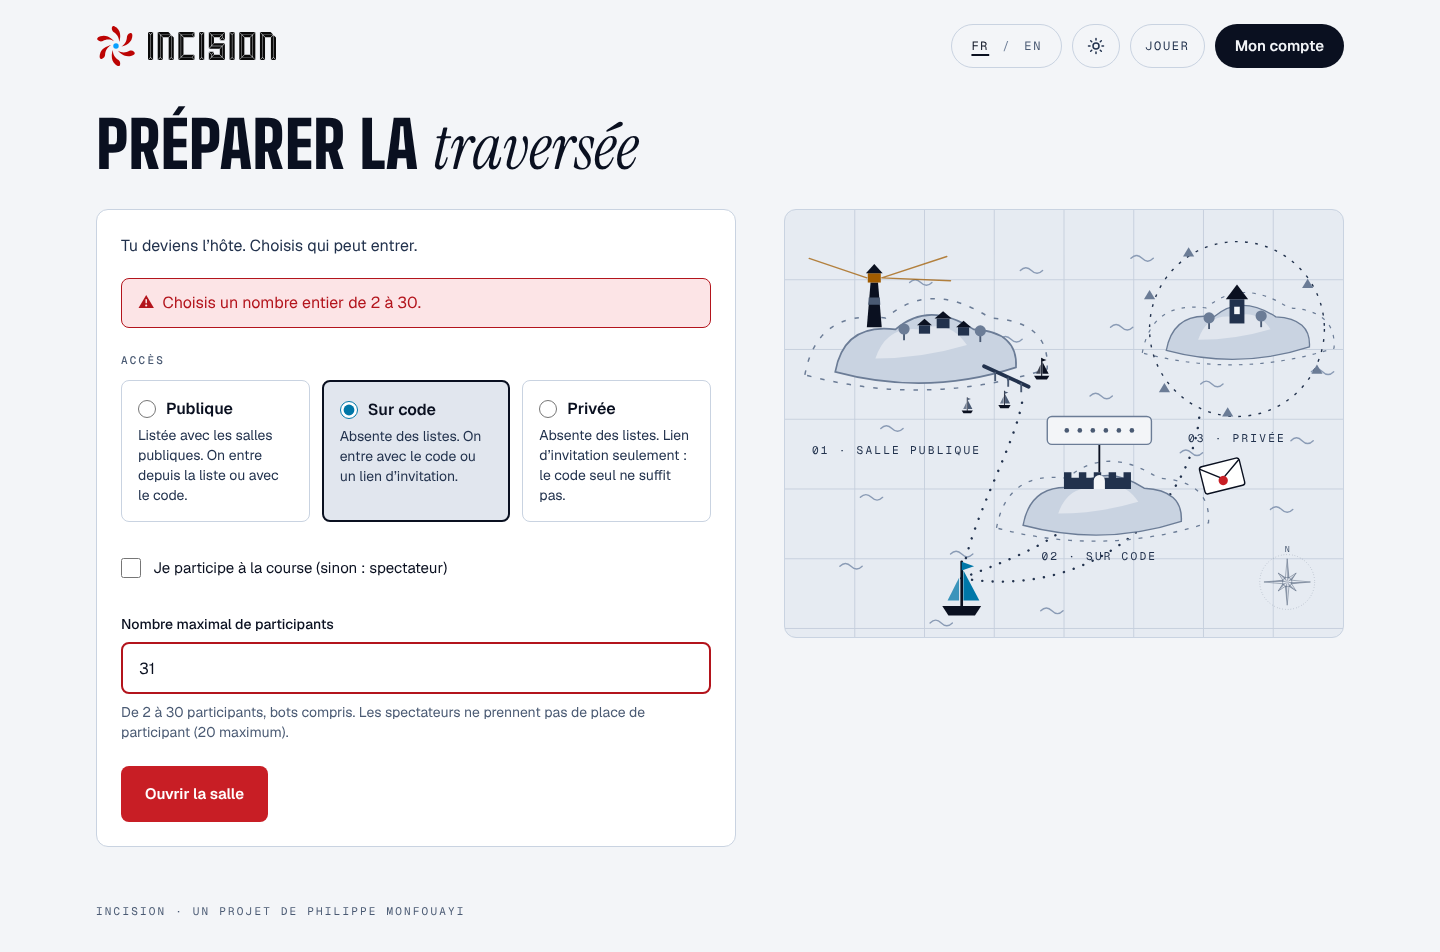 INCISION
FR / EN
JOUER
Mon compte
PRÉPARER LA traversée
Tu deviens l’hôte. Choisis qui peut entrer.
Choisis un nombre entier de 2 à 30.
ACCÈS
Publique
Listée avec les salles
publiques. On entre
depuis la liste ou avec
le code.
Sur code
Absente des listes. On
entre avec le code ou
un lien d’invitation.
Privée
Absente des listes. Lien
d’invitation seulement :
le code seul ne suffit
pas.
Je participe à la course (sinon : spectateur)
Nombre maximal de participants
31
De 2 à 30 participants, bots compris. Les spectateurs ne prennent pas de place de
participant (20 maximum).
Ouvrir la salle
01 · SALLE PUBLIQUE
03 · PRIVÉE
02 · SUR CODE
N
INCISION · UN PROJET DE PHILIPPE MONFOUAYI